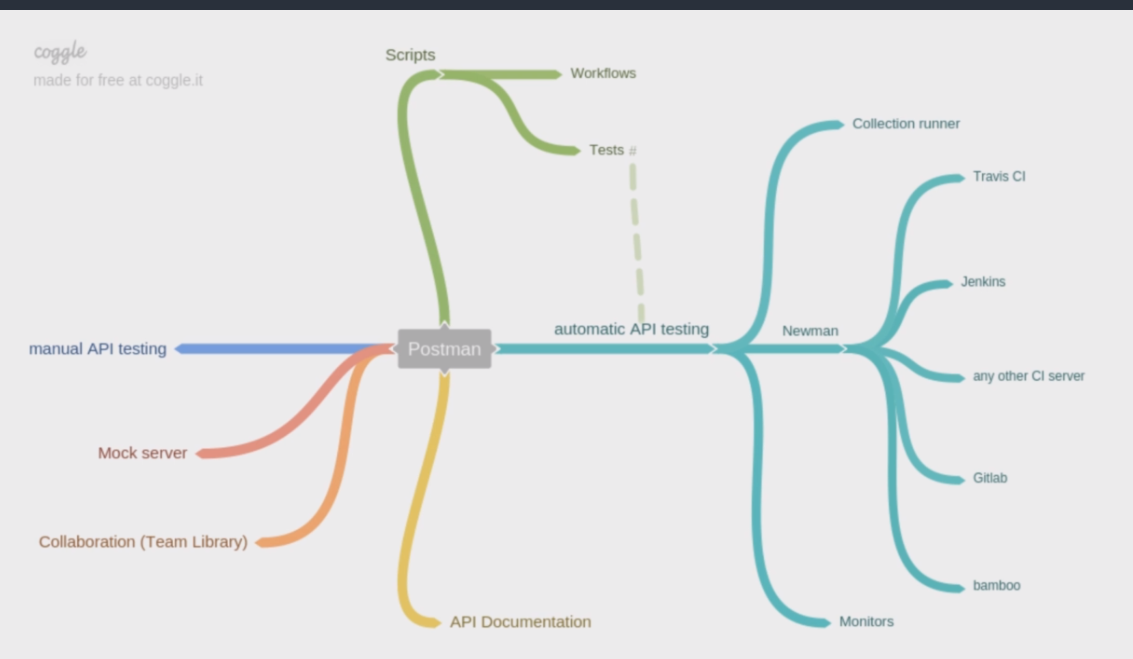 coggle
made for free at coggle.it
Scripts
Workflows
Tests #
Collection runner
Travis CI
Jenkins
automatic API testing
Newman
manual API testing
Postman
any other CI server
Mock server
Gitlab
Collaboration (Team Library)
bamboo
API Documentation
Monitors